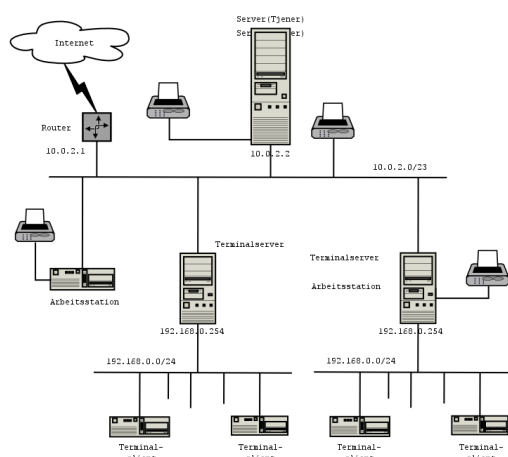 Server(Tjener)
Internet
Router
10.0.2.1
10.0.2.2
10.0.2.0/23
Terminalserver
Terminalserver
Arbeitsstation
Arbeitsstation
192.168.0.254
192.168.0.254
192.168.0.0/24
192.168.0.0/24
Terminal-
Terminal-
Terminal-
Terminal-